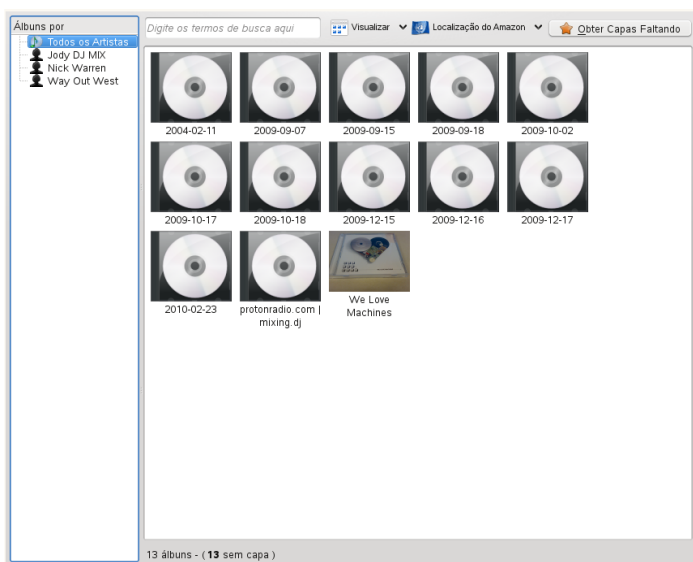 Álbuns por
Todos os Artistas
Jody DJ MIX
Nick Warren
Way Out West
Digite os termos de busca aqui
Visualizar
Localização do Amazon
Obter Capas Faltando
2004-02-11
2009-09-07
2009-09-15
2009-09-18
2009-10-02
2009-10-17
2009-10-18
2009-12-15
2009-12-16
2009-12-17
2010-02-23
protonradio.com |
mixing.dj
We Love
Machines
13 álbuns - ( 13 sem capa )